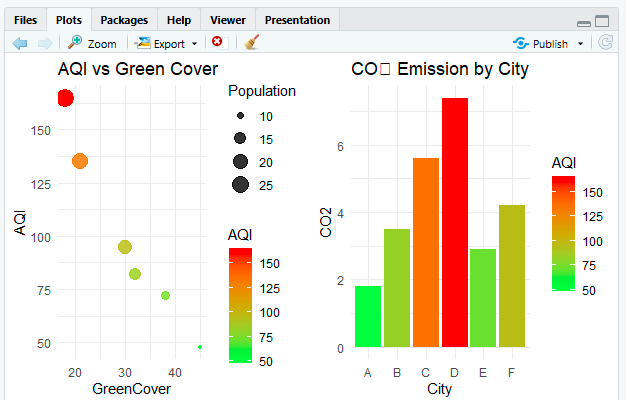 Files Plots Packages Help Viewer Presentation
Zoom Export Publish
AQI vs Green Cover
AQI
150
125
100
75
50
20 30 40
GreenCover
Population
10
15
20
25
AQI
150
125
100
75
50
CO▯ Emission by City
CO2
6
4
2
0
A B C D E F
City
AQI
150
125
100
75
50